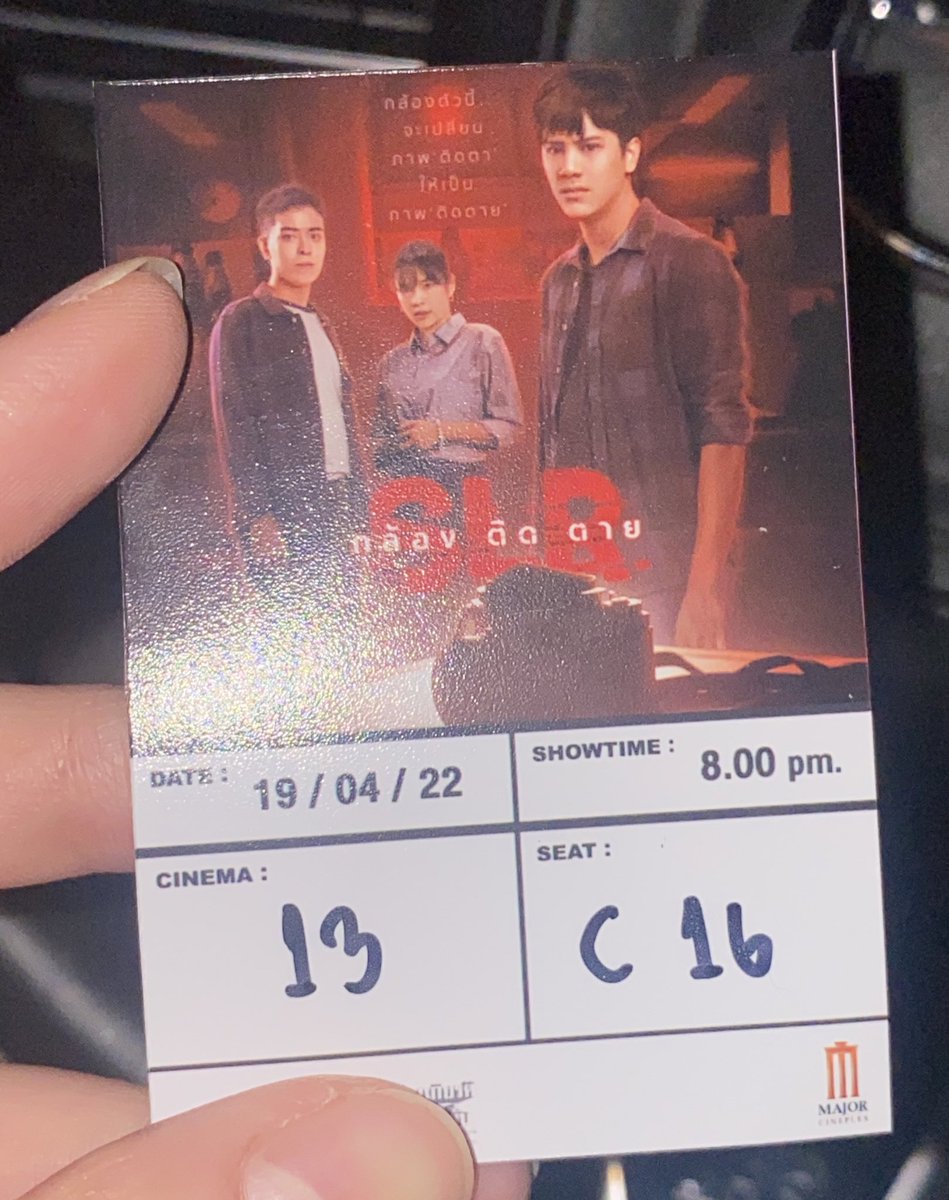 กล้องตัวนี้
จะเปลี่ยน
ภาพ'ติดตา'
ให้เป็น
ภาพ'ติดตาย'
SLR
กล้อง ติด ตาย
DATE : 19 / 04 / 22
SHOWTIME : 8.00 pm.
CINEMA : 13
SEAT : C 16
MAJOR
CINEPLEX